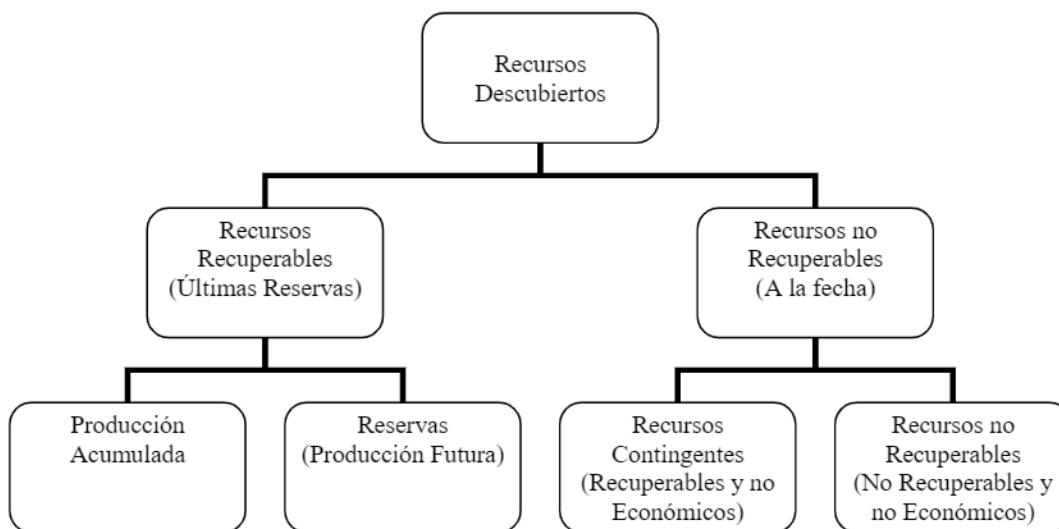 Recursos
Descubiertos
Recursos
Recuperables
(Últimas Reservas)
Recursos no
Recuperables
(A la fecha)
Producción
Acumulada
Reservas
(Producción Futura)
Recursos
Contingentes
(Recuperables y no
Económicos)
Recursos no
Recuperables
(No Recuperables y
no Económicos)